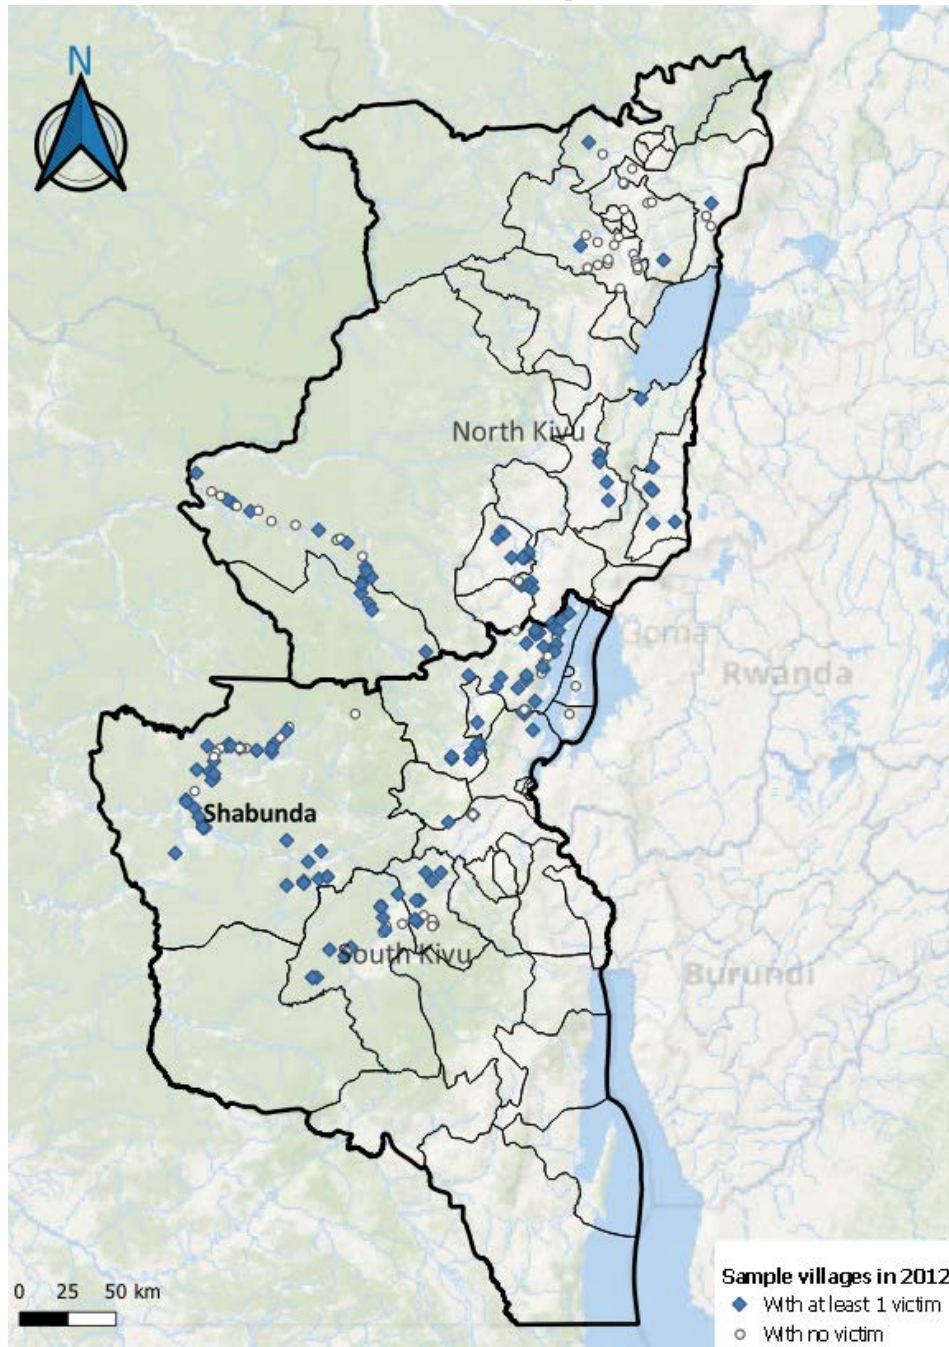 N
North Kivu
Goma
Rwanda
Shabunda
South Kivu
Burundi
0 25 50 km
Sample villages in 2012
With at least 1 victim
With no victim